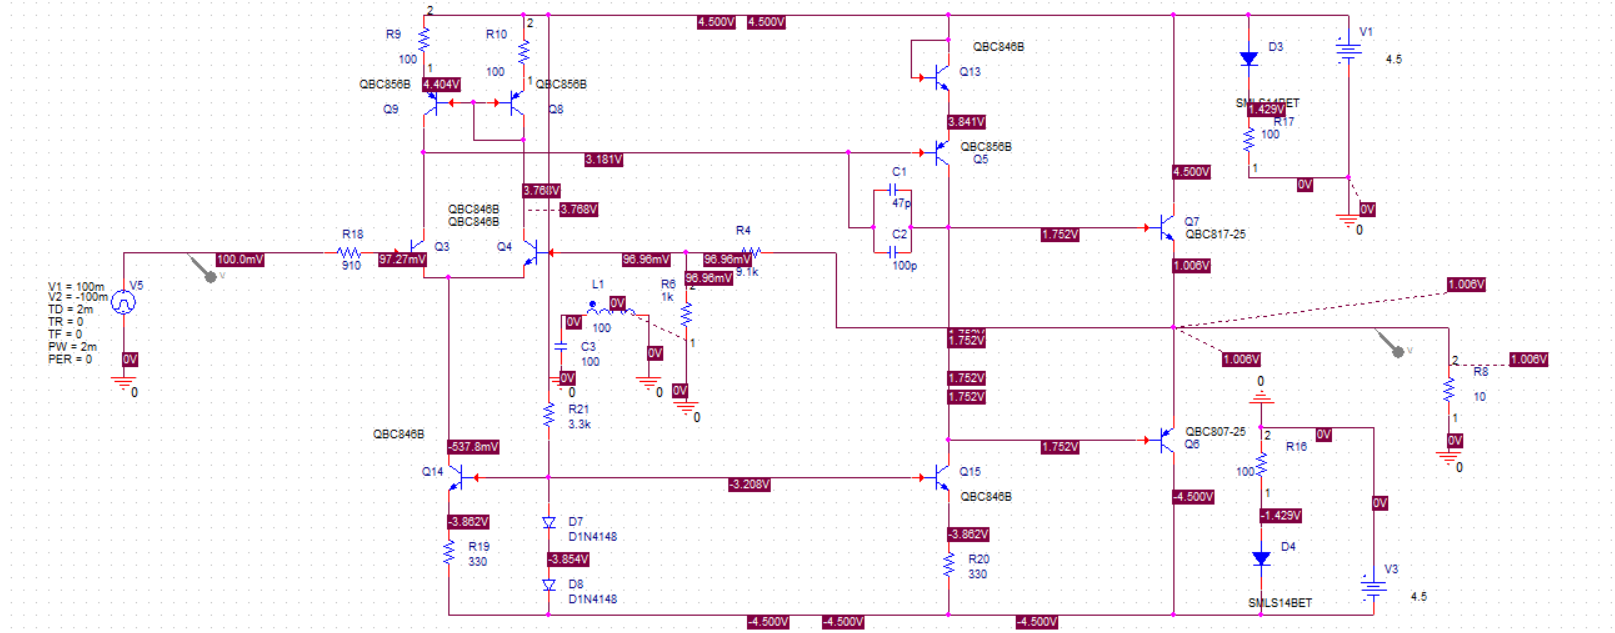 2
4.500V 4.500V
V1
4.5
R9
100
1
2
R10
100
1
QBC846B
Q13
D3
SMLS14BET
1.429V
R17
100
1
0V
0V
0
QBC856B
4.404V
Q9
QBC856B
Q8
3.841V
QBC856B
Q5
3.181V
3.768V
3.768V
C1
47p
C2
100p
4.500V
QBC846B
QBC846B
Q3
Q4
R18
910
100.0mV
97.27mV
96.96mV
96.96mV
96.96mV
R4
9.1k
1.752V
Q7
QBC817-25
1.006V
V1 = 100m
V2 = -100m
TD = 2m
TR = 0
TF = 0
PW = 2m
PER = 0
V5
V
0V
0
L1
0V
100
0V
C3
100
0V
0
0V
0
R6
1k
2
1
0V
0
1.006V
1.752V
1.752V
1.752V
1.752V
1.006V
V
2
1.006V
R8
10
1
0V
0
R21
3.3k
QBC846B
-537.8mV
Q14
-3.208V
Q15
QBC846B
1.752V
QBC807-25
Q6
0
2
0V
R16
100
1
-4.500V
0V
-1.429V
D4
SMLS14BET
V3
4.5
-3.862V
R19
330
D7
D1N4148
-3.854V
D8
D1N4148
-3.862V
R20
330
-4.500V
-4.500V
-4.500V